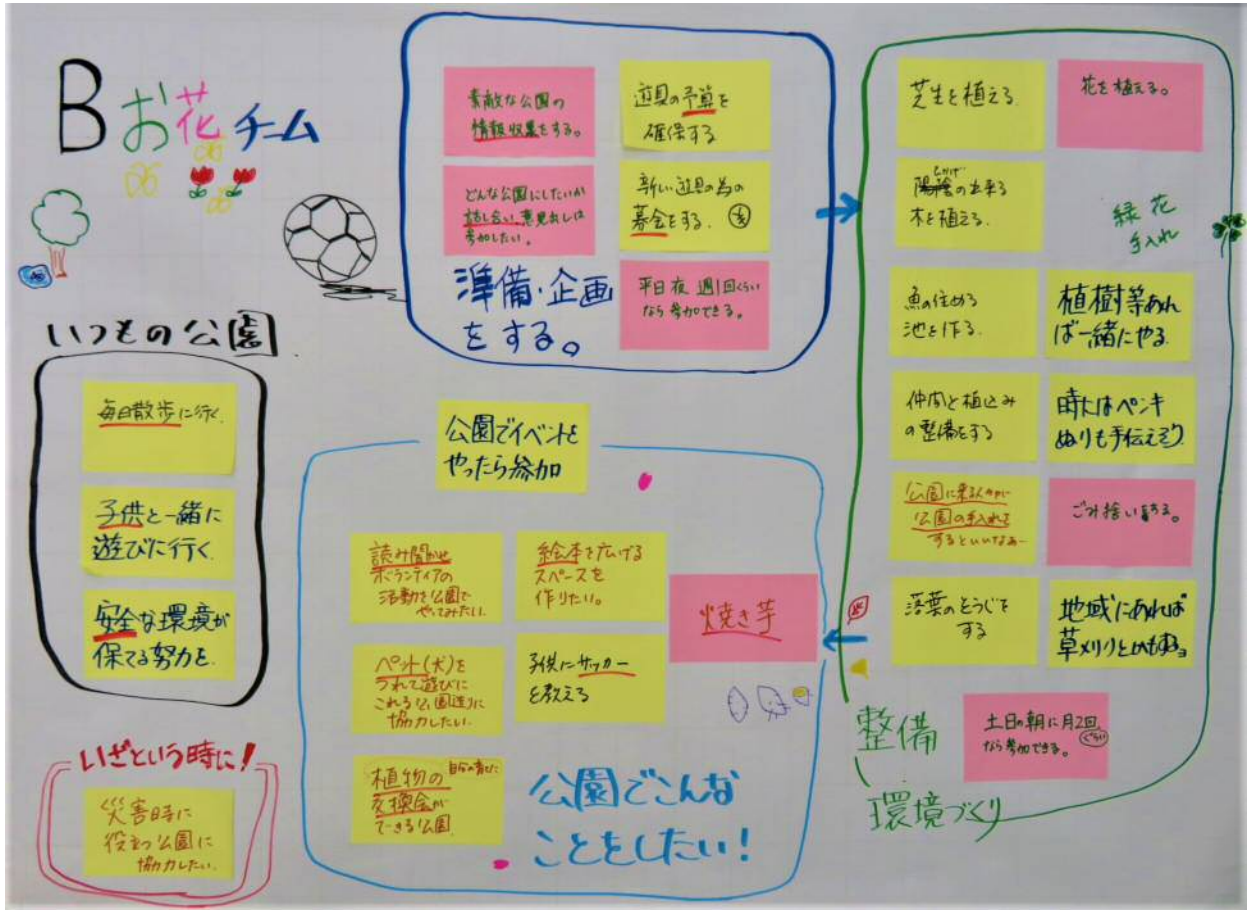 Bお花チーム
素敵な公園の
情報収集をする。
遊具の予算を
確保する
どんな公園にしたいか
話し合い、意見出しは
参加したい。
新しい遊具の為の
募金をする.
平日夜 週1回くらい
なら参加できる。
準備・企画
をする。
芝生を植える.
花を植える。
ひかげ
の出来る
木を植える.
緑花
手入れ
魚の住める
池を作る.
植樹等あれ
ば一緒にやる.
仲間と植込み
の整備をする
時にはペンキ
ぬりも手伝えそう
公園に来る人々が
公園の手入れを
するといいなあー
ごみ拾いをする。
落葉のそうじを
する
地域にあれば
草メリリとかもする
整備
環境づくり
土日の朝に月2回
ぐらい
なら参加できる。
いつもの公園
毎日散歩に行く.
子供と一緒に
遊びに行く.
安全な環境が
保てる努力を.
いざという時に!
災害時に
役立つ公園に
協力したい.
公園でイベントを
やったら参加
読み聞かせ
ボランティアの
活動を公園で
やってみたい.
絵本を広げる
スペースを
作りたい。
焼き芋
ペット(犬)を
つれて遊びに
これる公園造りに
協力したい.
子供にサッカー
を教える
植物の
自分の育てた
交換会が
できる公園.
公園でこんな
ことをしたい!